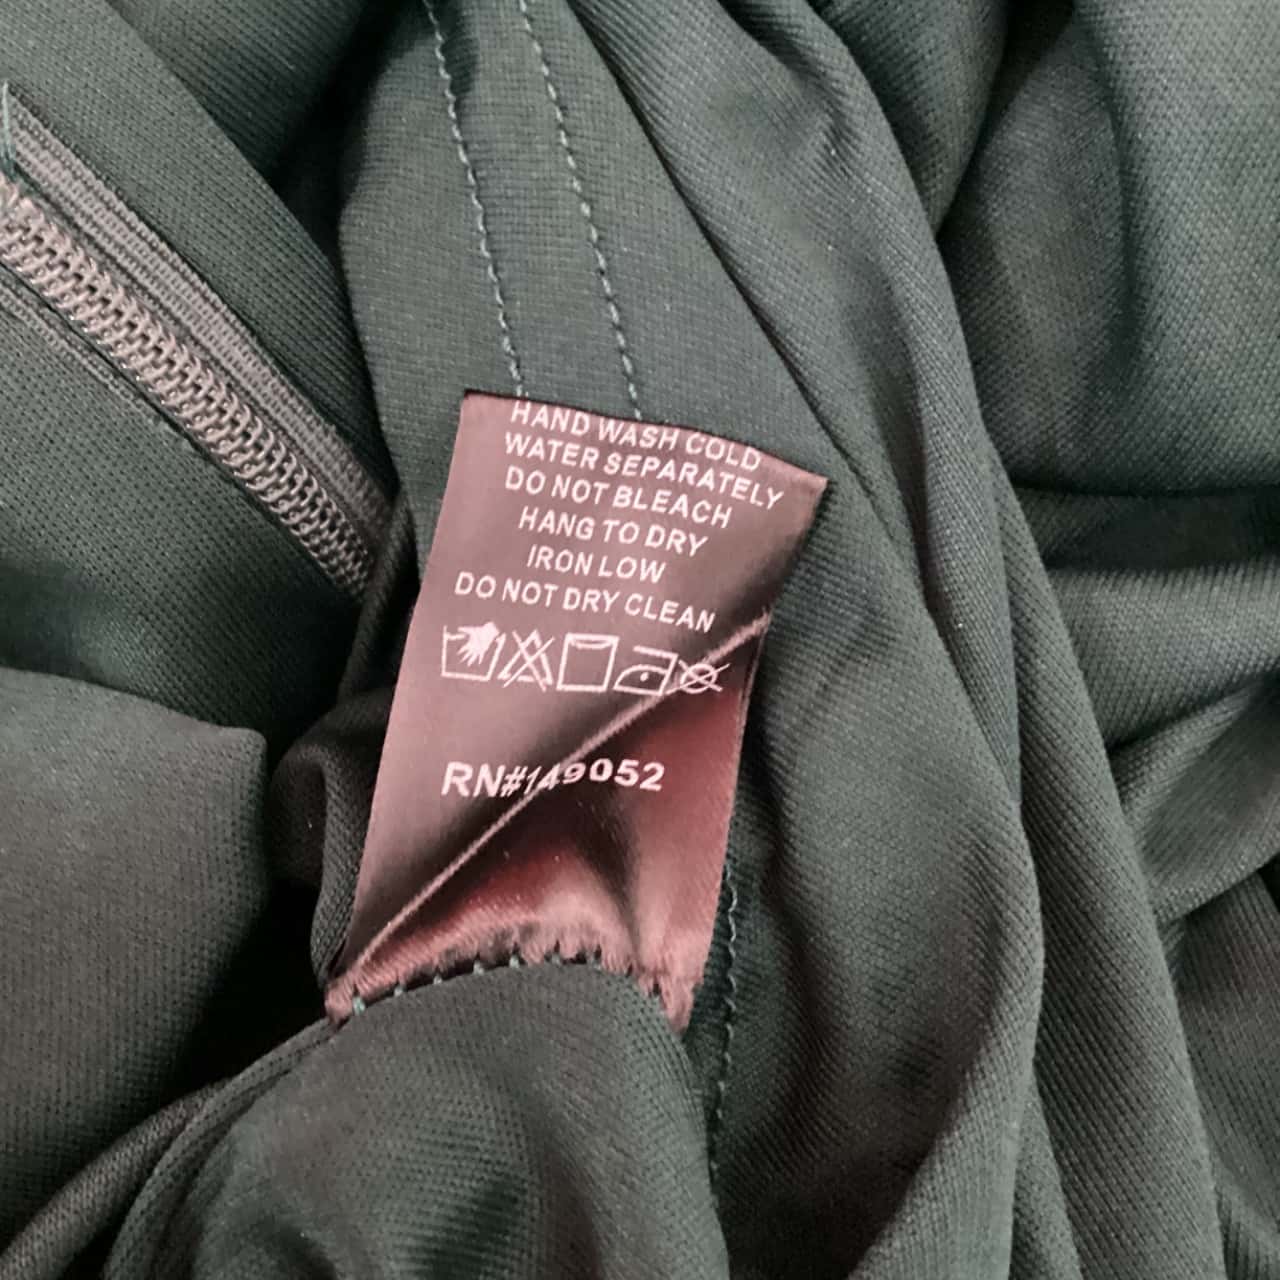 HAND WASH COLD
WATER SEPARATELY
DO NOT BLEACH
HANG TO DRY
IRON LOW
DO NOT DRY CLEAN
RN#149052